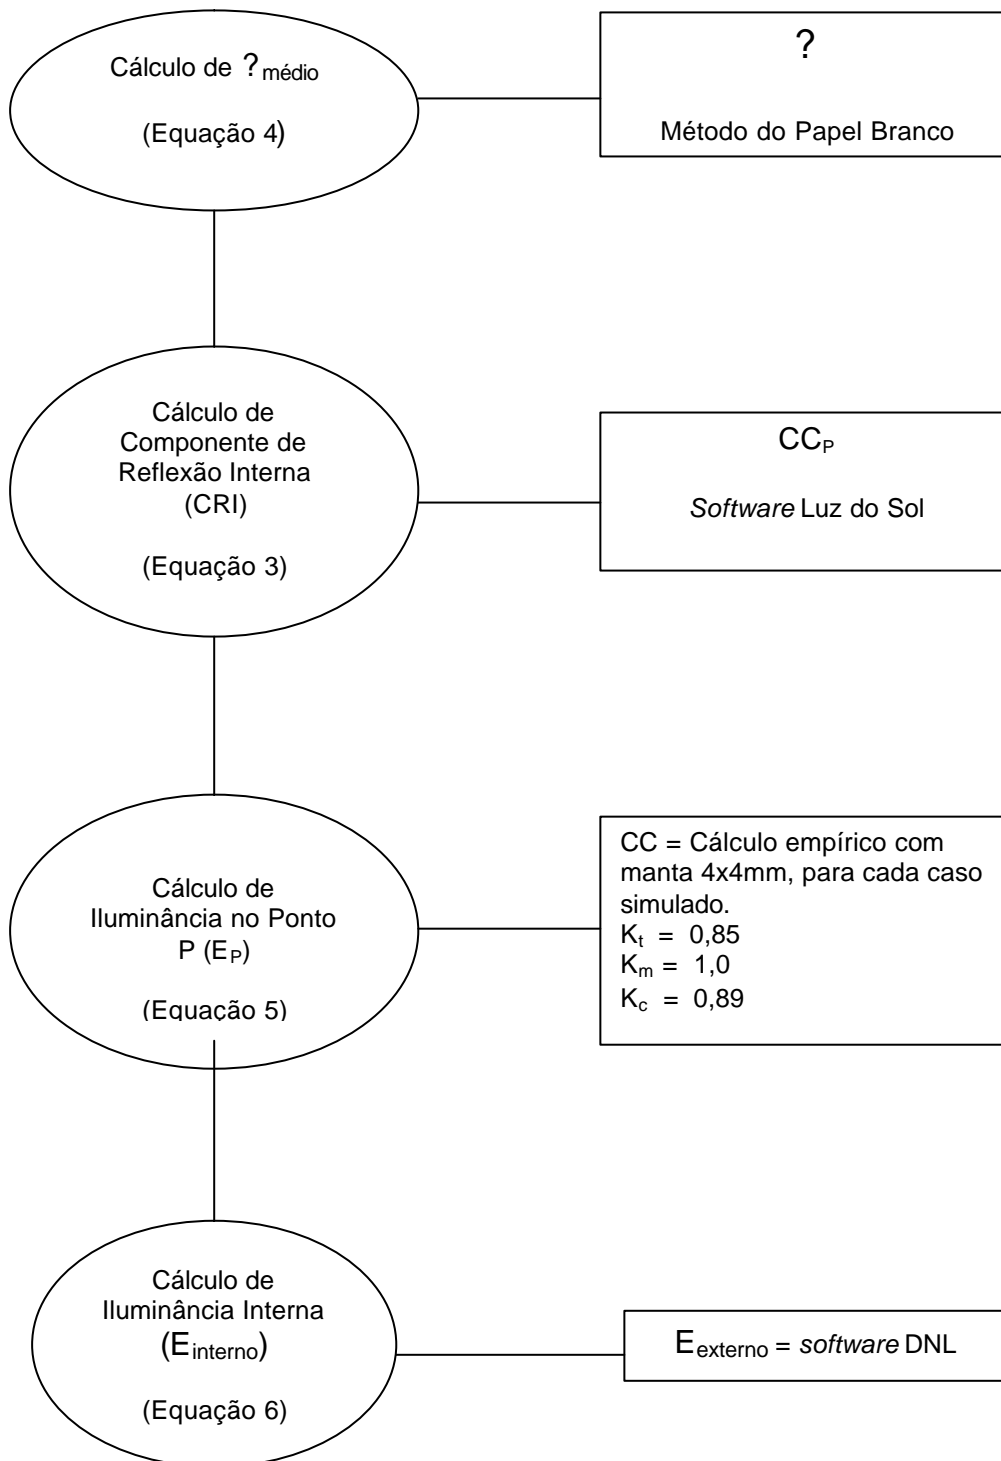 Cálculo de ?médio
(Equação 4)
?
Método do Papel Branco
Cálculo de
Componente de
Reflexão Interna
(CRI)
(Equação 3)
CCP
Software Luz do Sol
Cálculo de
Iluminância no Ponto
P (EP)
(Equação 5)
CC = Cálculo empírico com
manta 4x4mm, para cada caso
simulado.
Kt = 0,85
Km = 1,0
Kc = 0,89
Cálculo de
Iluminância Interna
(Einterno)
(Equação 6)
Eexterno = software DNL